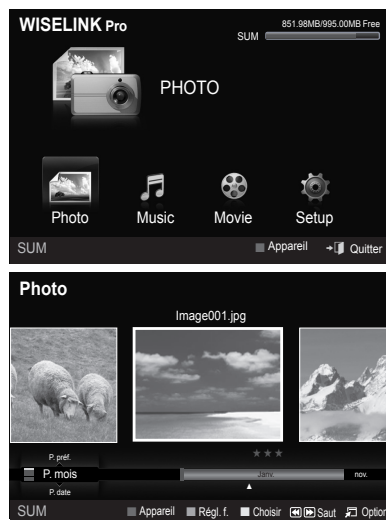 WISELINK Pro
851.98MB/995.00MB Free
SUM
PHOTO
Photo Music Movie Setup
SUM Appareil Quitter
Photo
Image001.jpg
P. préf.
P. mois Janv. nov.
P. date
SUM Appareil Régl. f. Choisir Saut Option